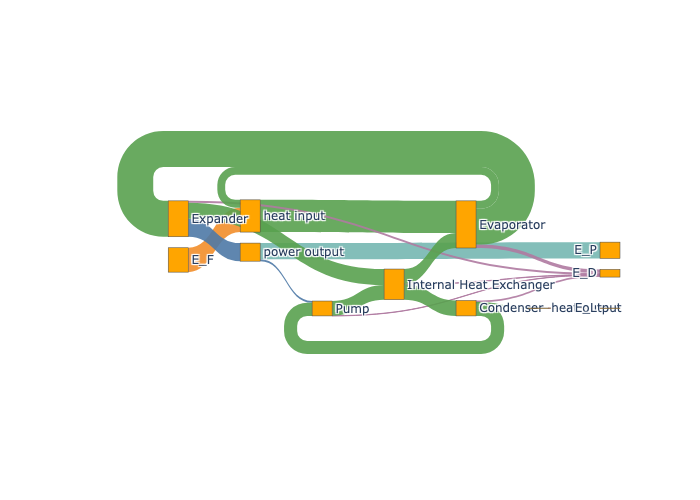 Expander
heat input
Evaporator
E_F
power output
E_P
E_D
Internal Heat Exchanger
Pump
Condenser
heat output
E_L